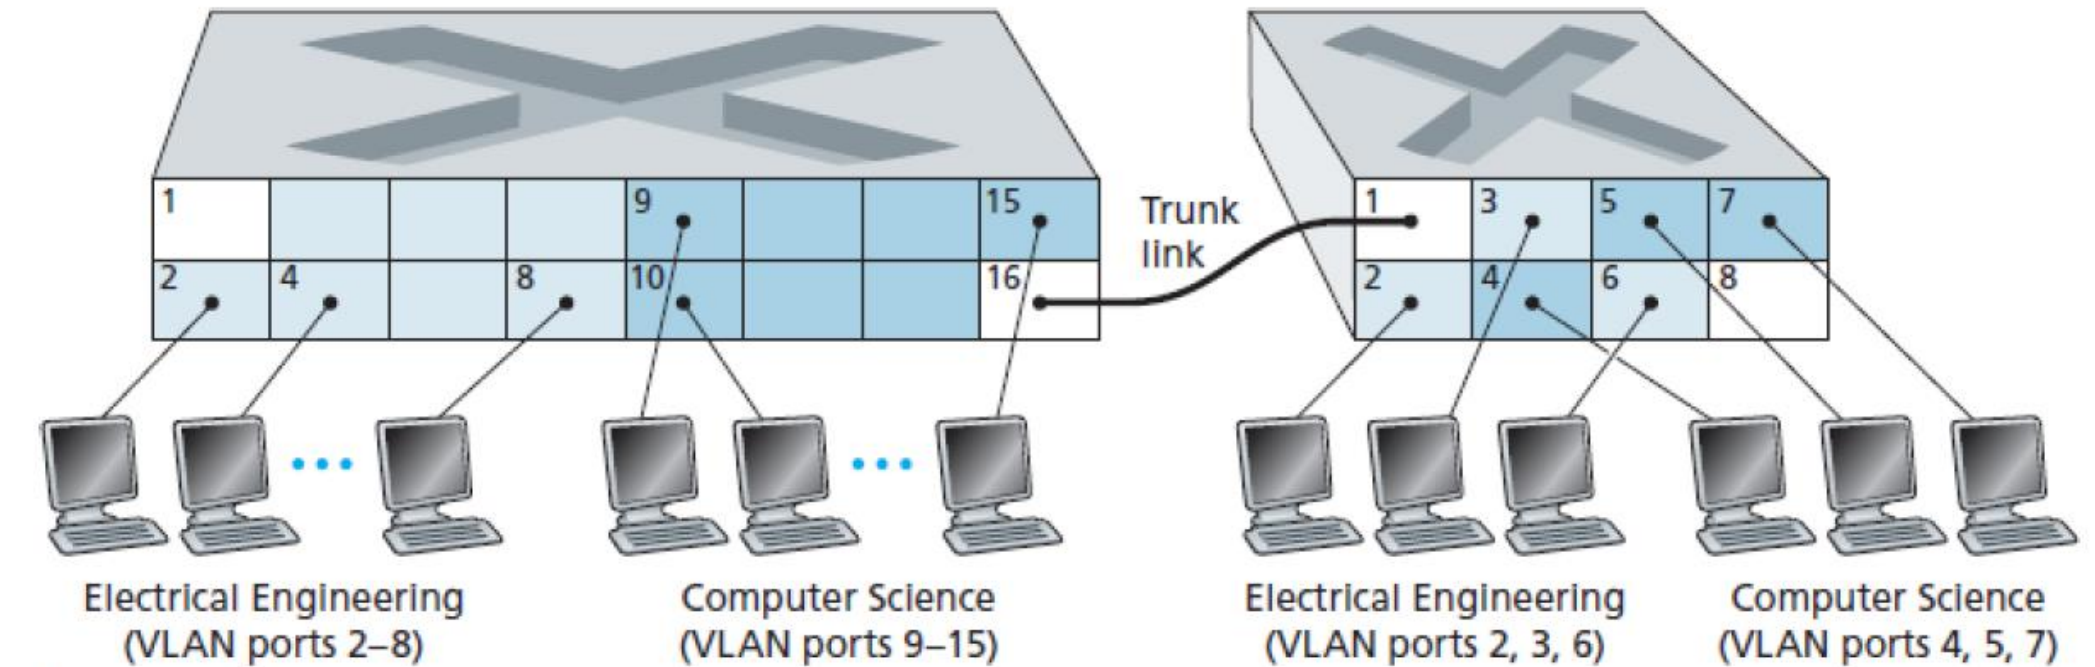 1
9
15
2
4
8
10
16
Trunk
link
1
3
5
7
2
4
6
8
Electrical Engineering
(VLAN ports 2–8)
Computer Science
(VLAN ports 9–15)
Electrical Engineering
(VLAN ports 2, 3, 6)
Computer Science
(VLAN ports 4, 5, 7)